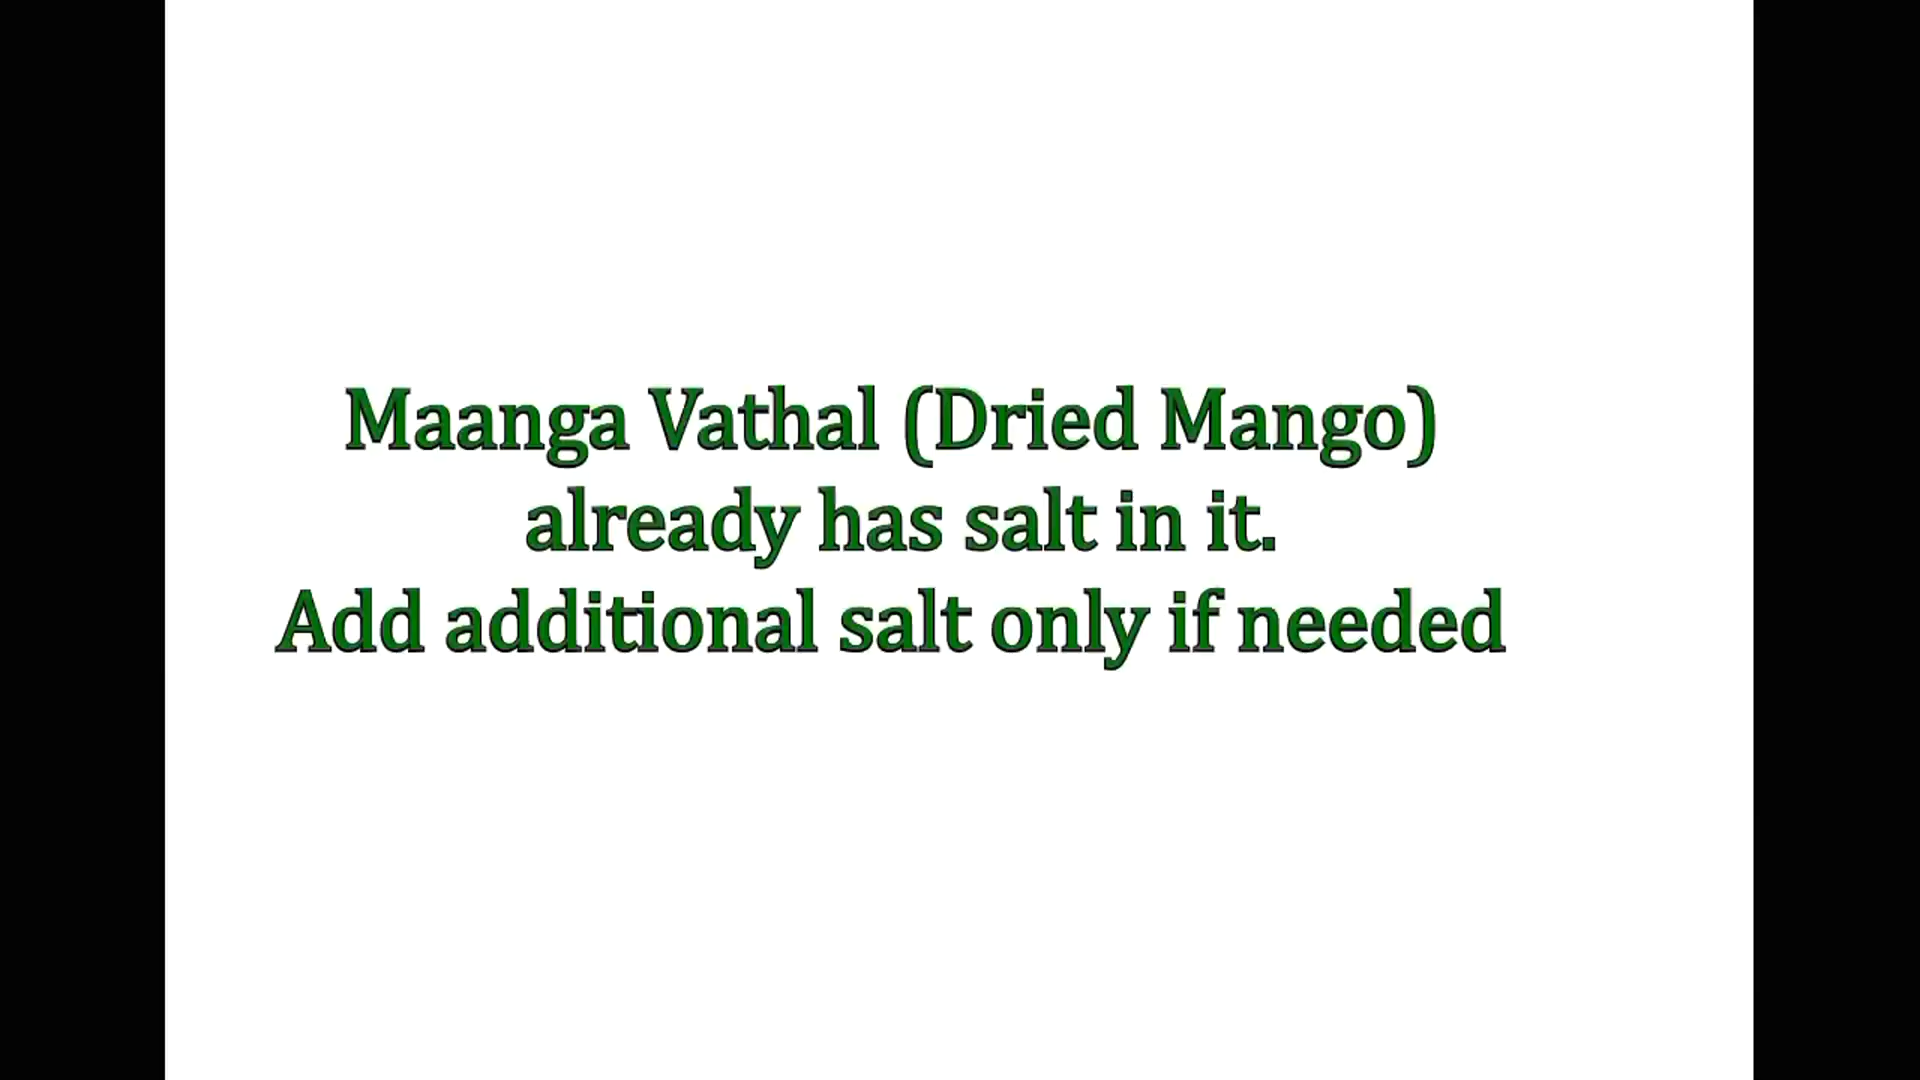 Maanga Vathal (Dried Mango)
already has salt in it.
Add additional salt only if needed